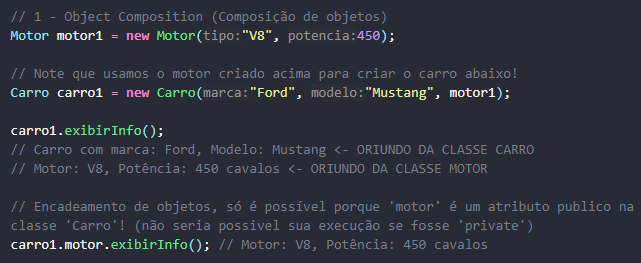 // 1 - Object Composition (Composição de objetos)
Motor motor1 = new Motor(tipo:"V8", potencia:450);
// Note que usamos o motor criado acima para criar o carro abaixo!
Carro carro1 = new Carro(marca:"Ford", modelo:"Mustang", motor1);
carro1.exibirInfo();
// Carro com marca: Ford, Modelo: Mustang <- ORIUNDO DA CLASSE CARRO
// Motor: V8, Potência: 450 cavalos <- ORIUNDO DA CLASSE MOTOR
// Encadeamento de objetos, só é possível porque 'motor' é um atributo publico na
classe 'Carro'! (não seria possivel sua execução se fosse 'private')
carro1.motor.exibirInfo(); // Motor: V8, Potência: 450 cavalos